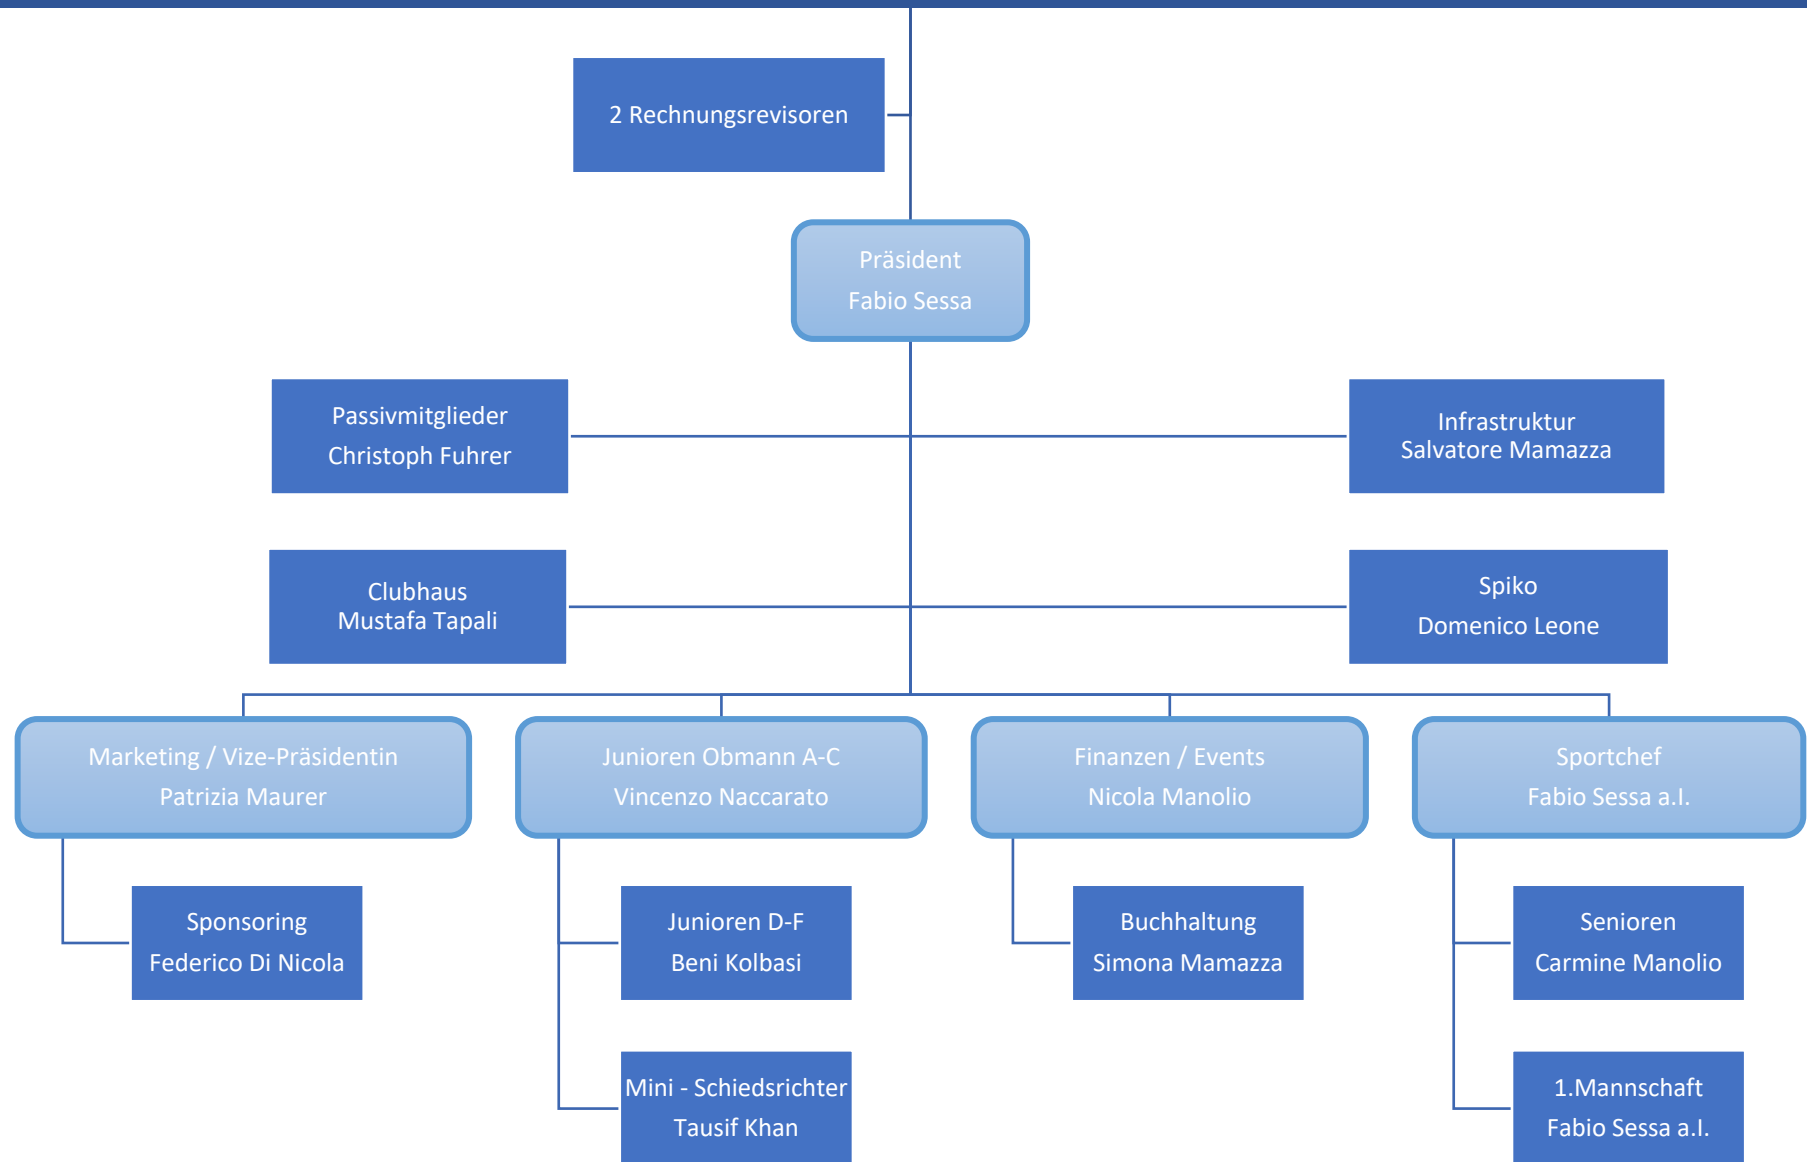 2 Rechnungsrevisoren
Präsident
Fabio Sessa
Passivmitglieder
Christoph Fuhrer
Infrastruktur
Salvatore Mamazza
Clubhaus
Mustafa Tapali
Spiko
Domenico Leone
Marketing / Vize-Präsidentin
Patrizia Maurer
Junioren Obmann A-C
Vincenzo Naccarato
Finanzen / Events
Nicola Manolio
Sportchef
Fabio Sessa a.I.
Sponsoring
Federico Di Nicola
Junioren D-F
Beni Kolbasi
Buchhaltung
Simona Mamazza
Senioren
Carmine Manolio
Mini - Schiedsrichter
Tausif Khan
1.Mannschaft
Fabio Sessa a.I.